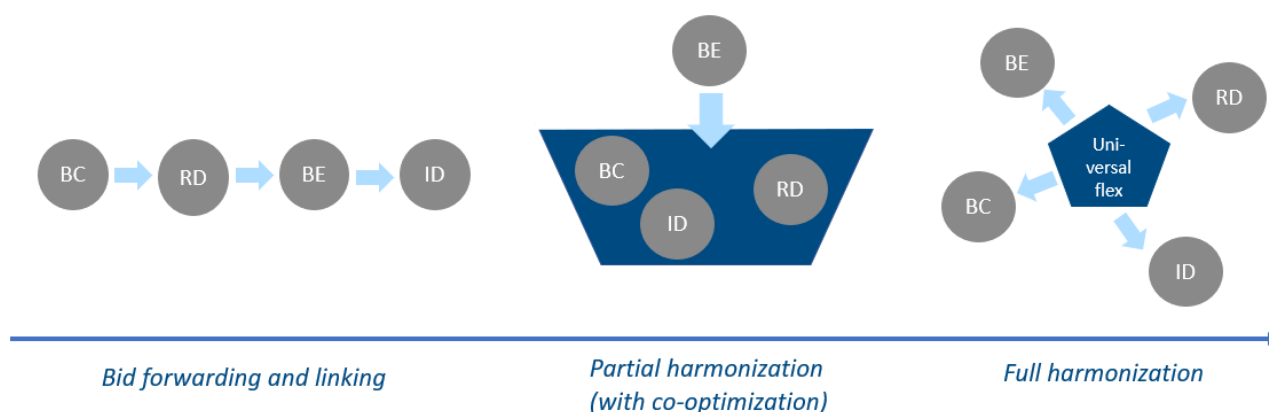 BC
RD
BE
ID
Bid forwarding and linking
BE
BC
ID
RD
Partial harmonization
(with co-optimization)
BE
RD
Uni-
versal
flex
BC
ID
Full harmonization